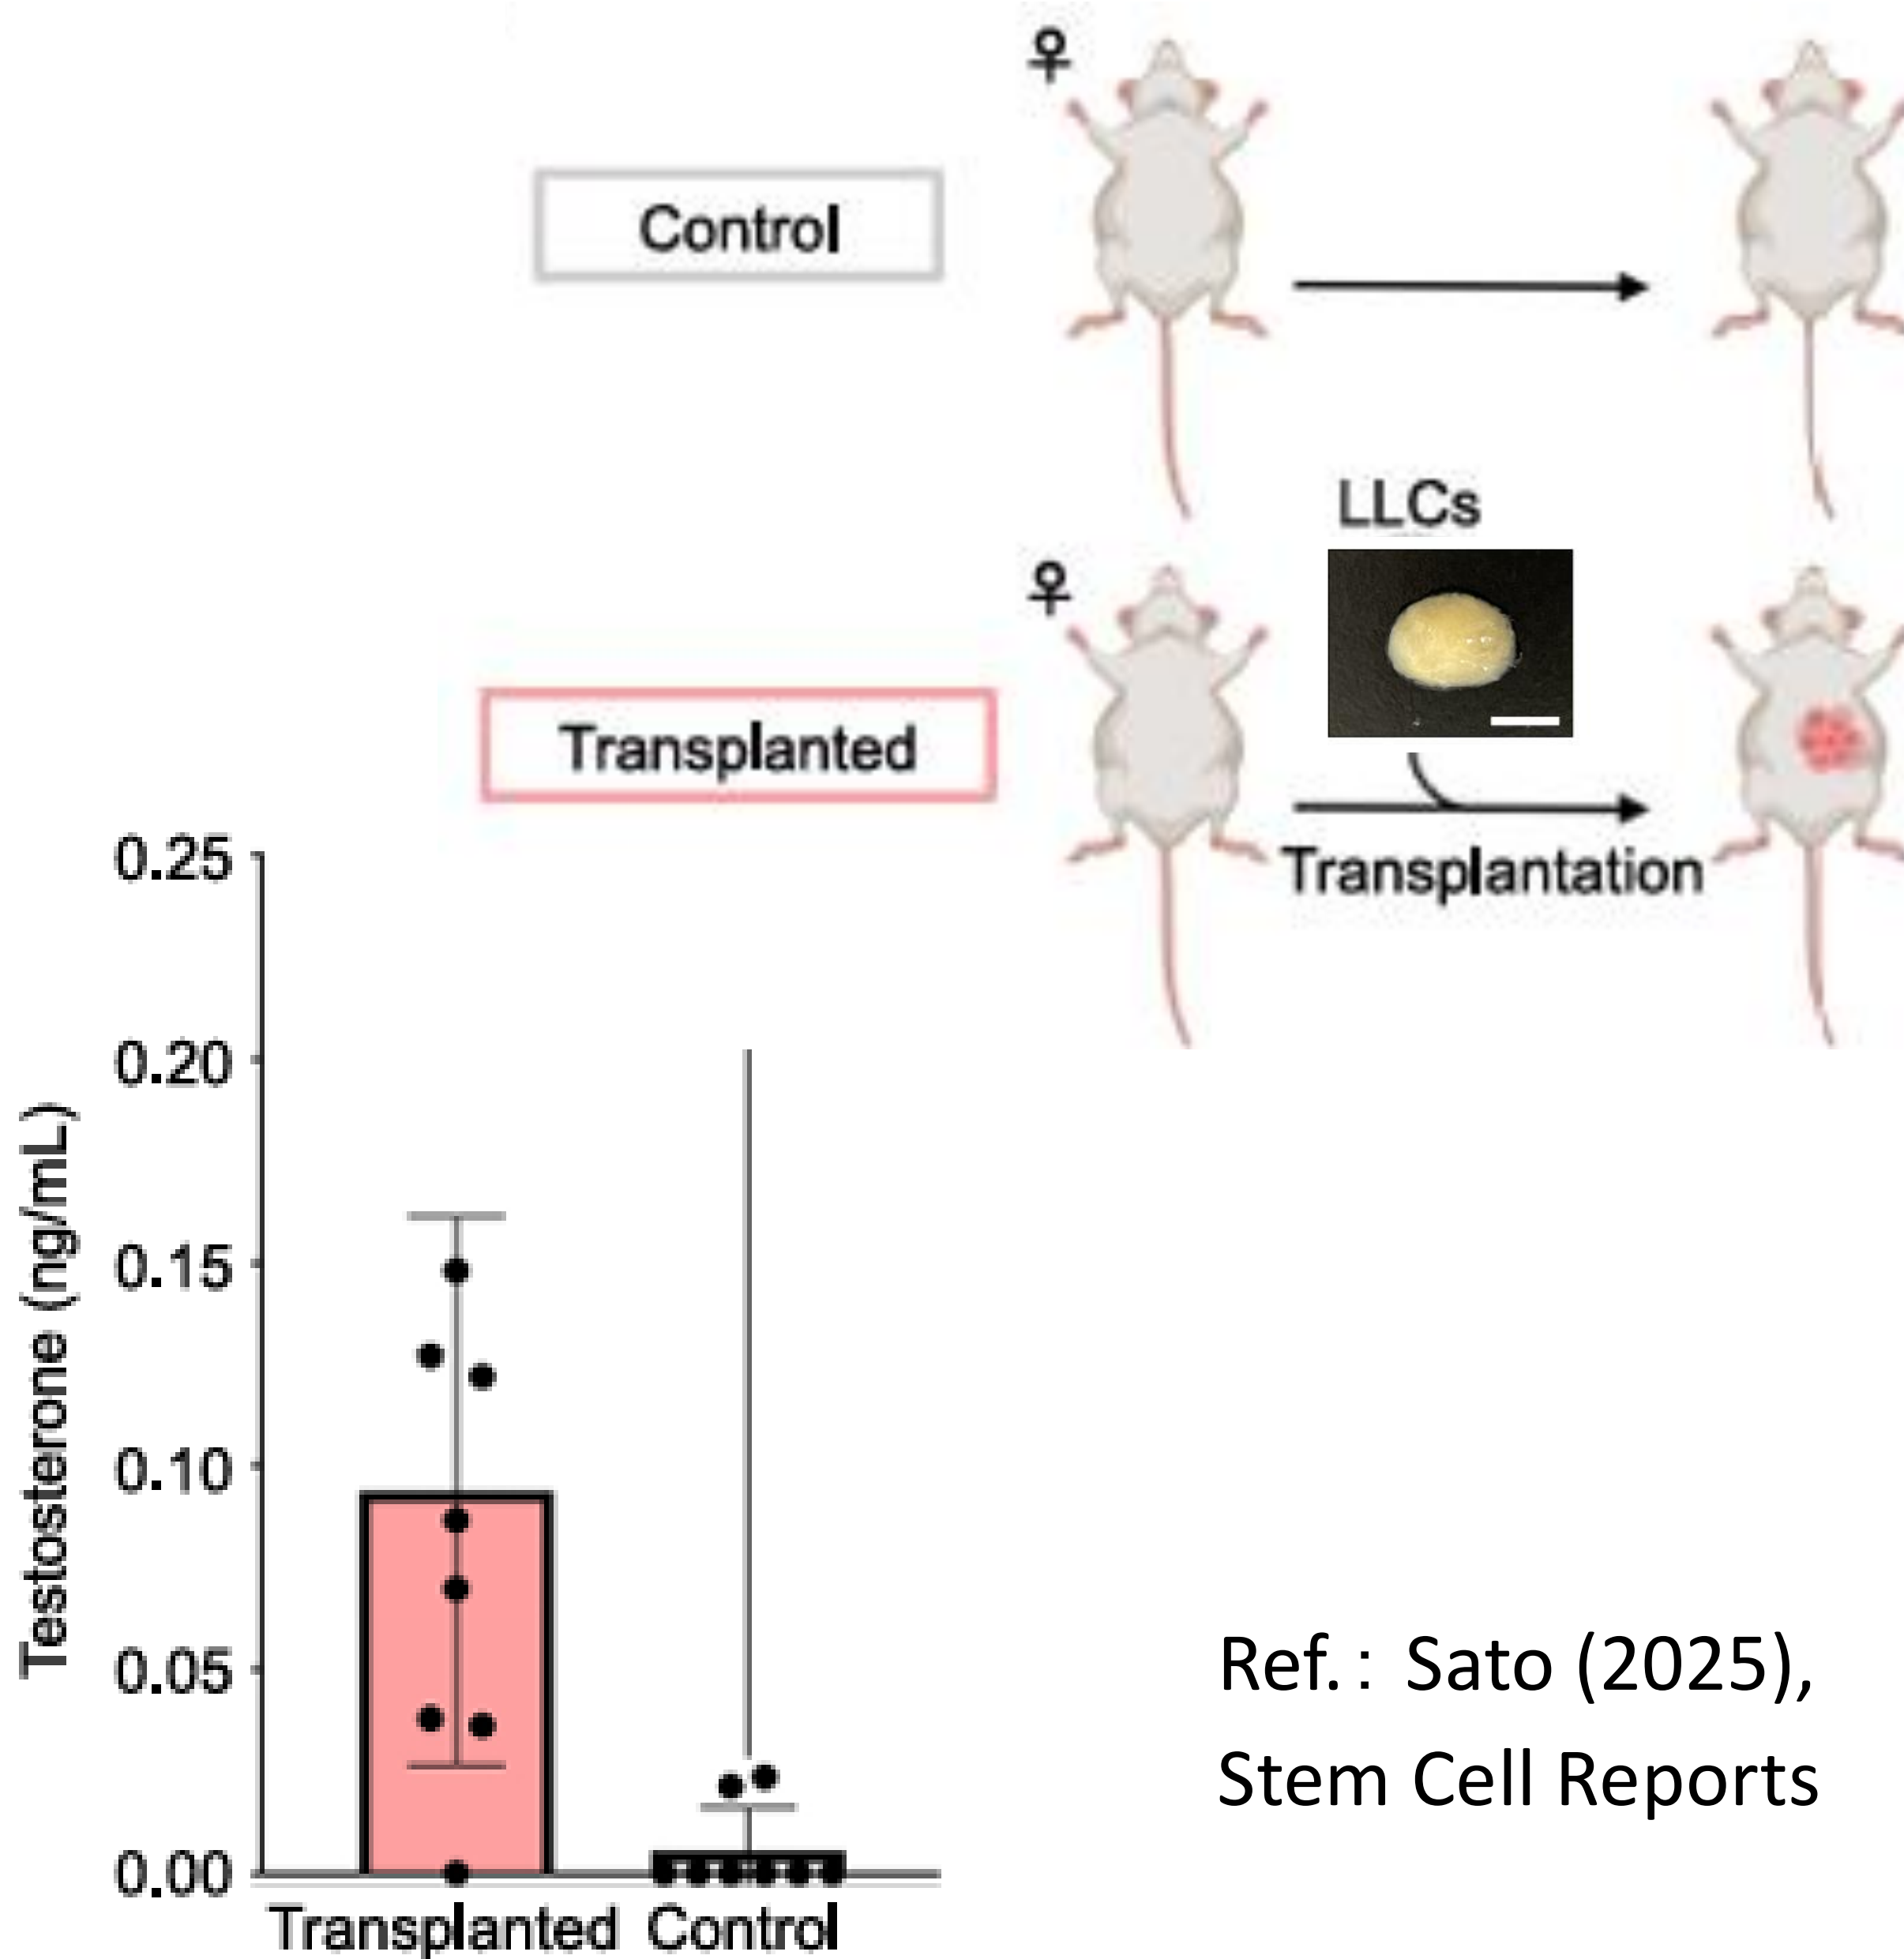 ♀
Control
LLCs
♀
Transplanted
Transplantation
0.25
0.20
0.15
0.10
0.05
0.00
Testosterone (ng/mL)
Transplanted Control
Ref.: Sato (2025),
Stem Cell Reports